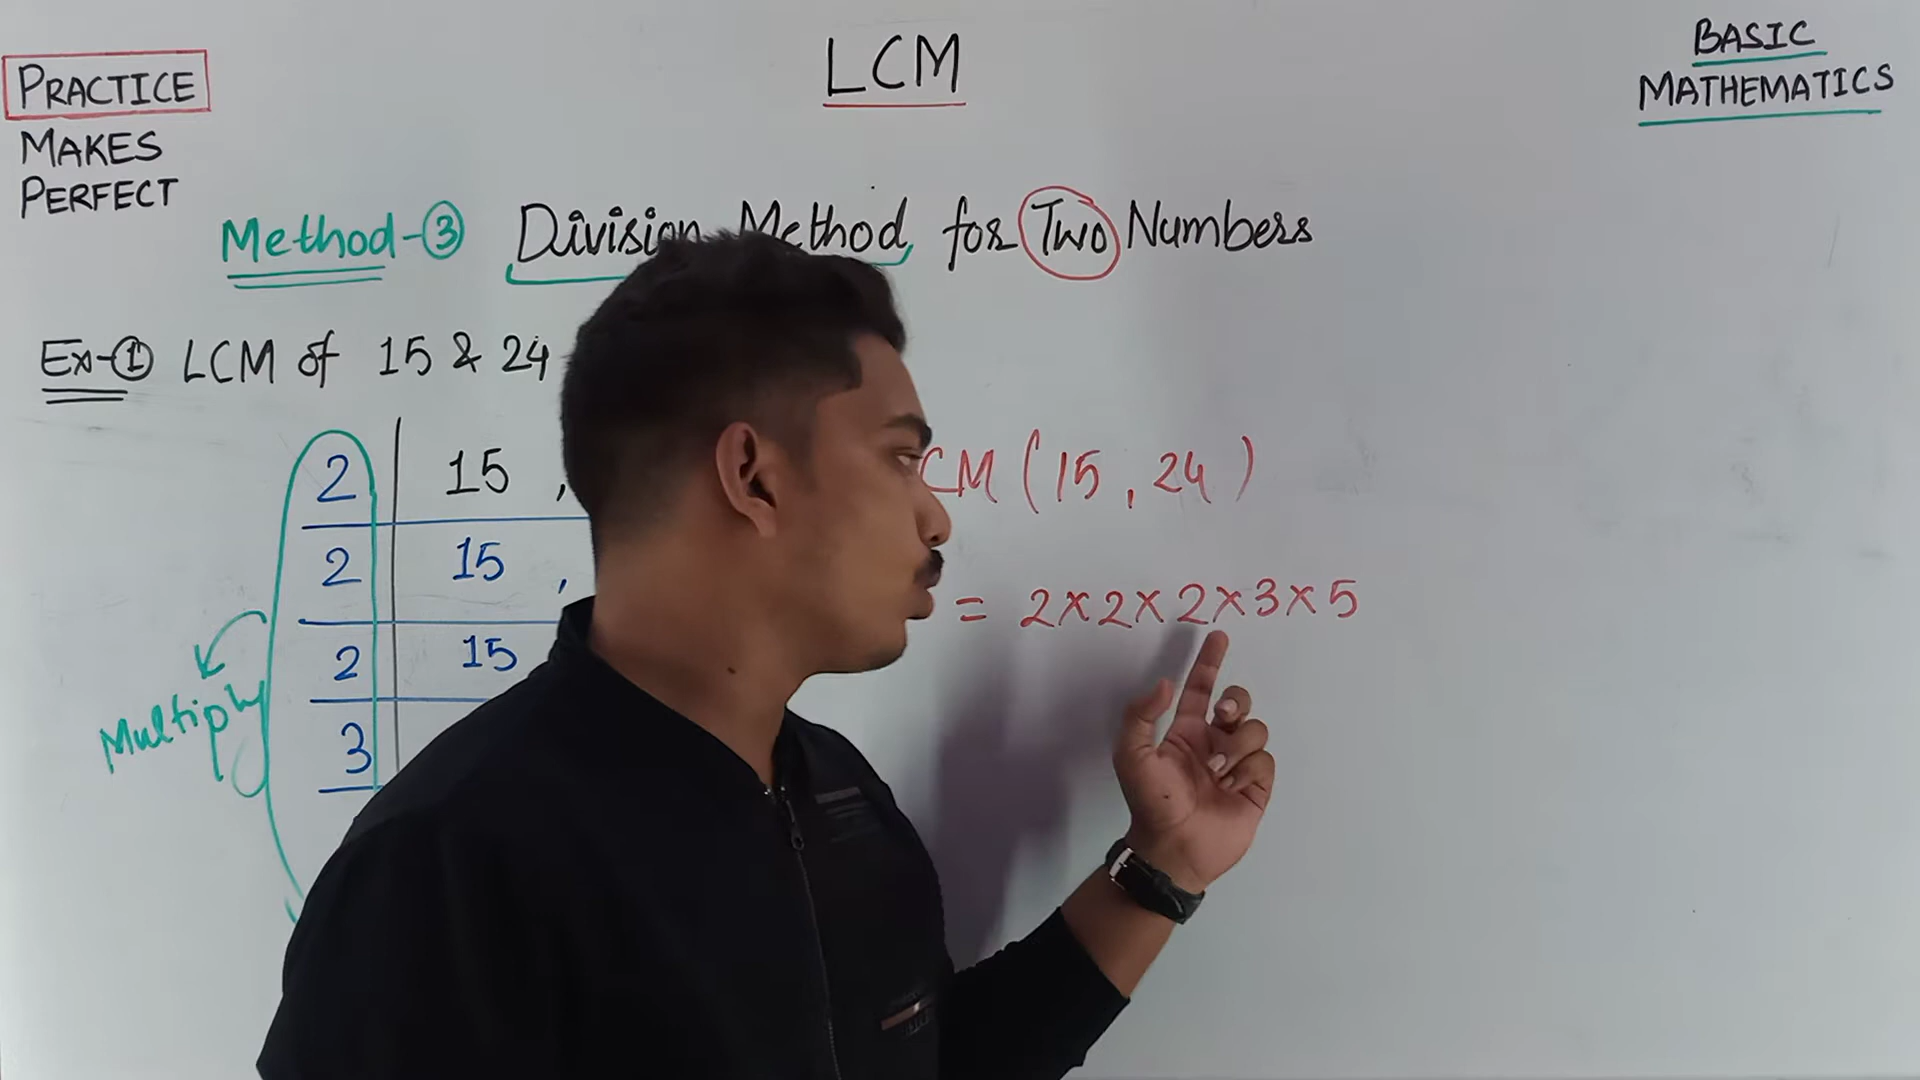 PRACTICE
MAKES
PERFECT
LCM
BASIC
MATHEMATICS
Method-③ Division Method for Two Numbers
Ex-① LCM of 15 & 24
2 15 ,
2 15 ,
2 15
3
Multiply
CM (15, 24)
= 2×2×2×3×5